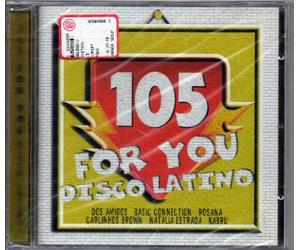 105
FOR YOU
DISCO LATINO
DOS AMIGOS BASIC CONNECTION ROSANA
CARLINHOS BROWN NATALIA ESTRADA KABRU